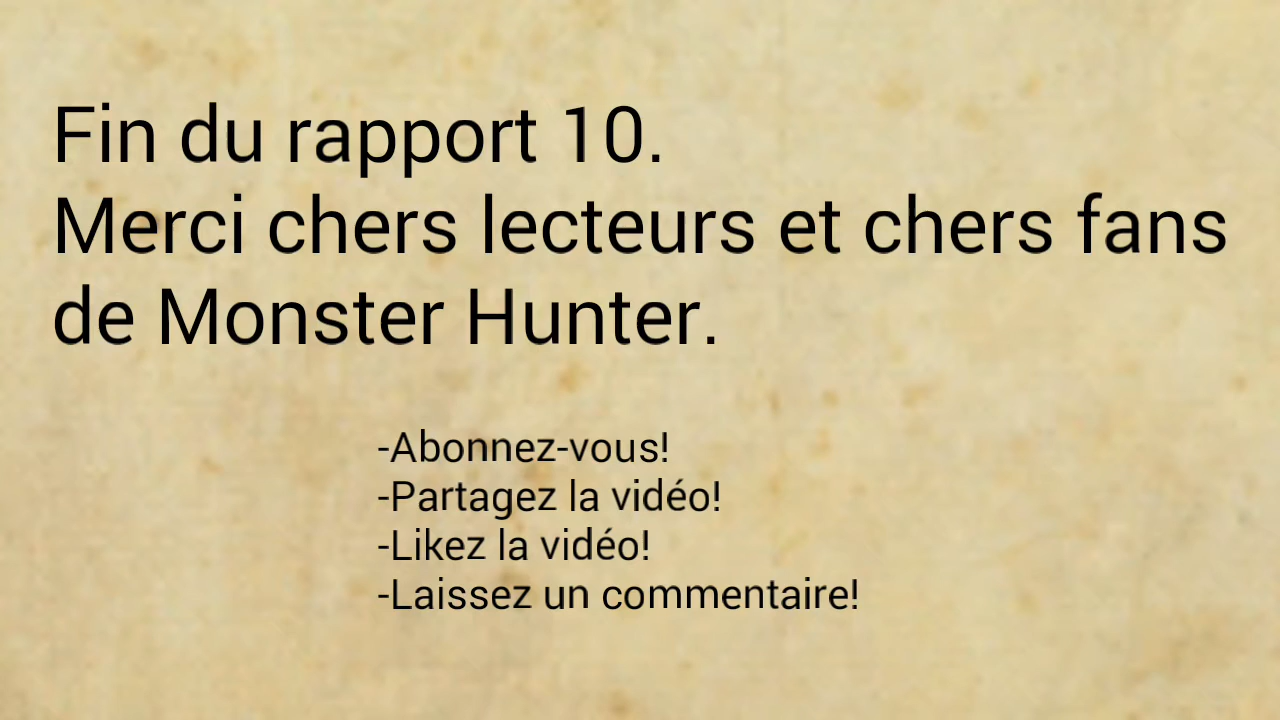 Fin du rapport 10.
Merci chers lecteurs et chers fans
de Monster Hunter.
-Abonnez-vous!
-Partagez la vidéo!
-Likez la vidéo!
-Laissez un commentaire!